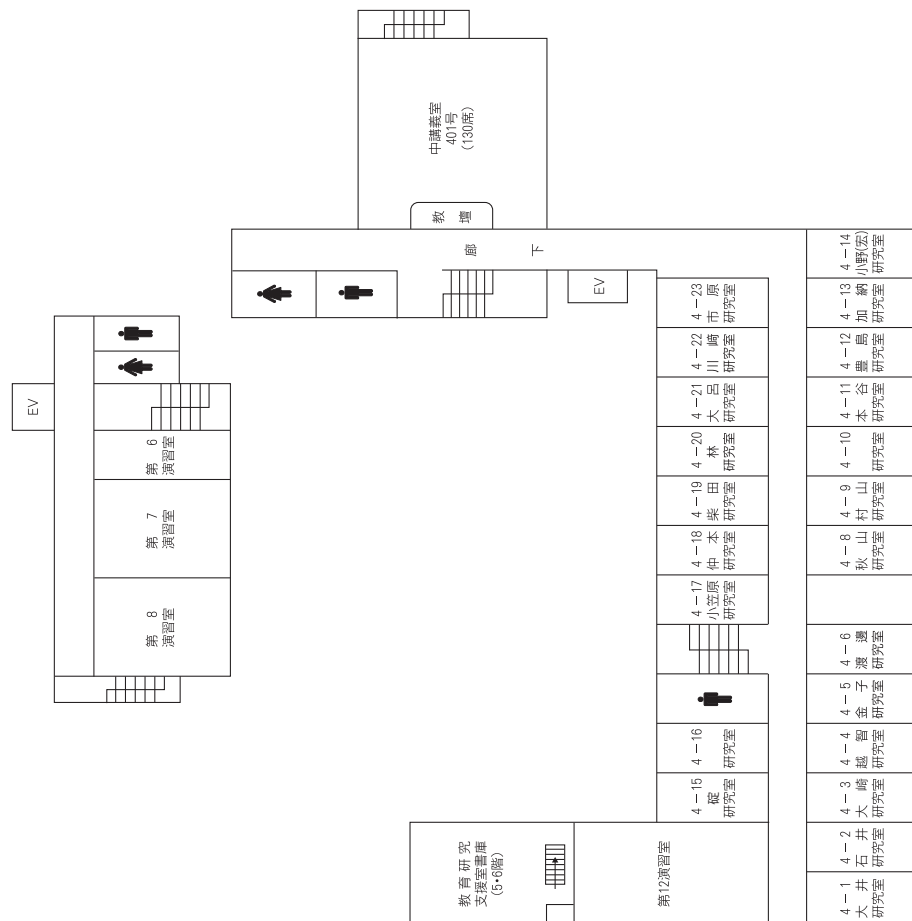 中講義室
401号
(130席)
教 壇
廊 下
EV
EV
第 6
演習室
第 7
演習室
第 8
演習室
4-23
市 原
研究室
4-22
川 﨑
研究室
4-21
大 呂
研究室
4-20
林
研究室
4-19
柴 田
研究室
4-18
仲 本
研究室
4-17
小笠原
研究室
4-16
研究室
4-15
碇
研究室
4-14
小野(宏)
研究室
4-13
加 納
研究室
4-12
豊 島
研究室
4-11
本 谷
研究室
4-10
研究室
4-9
村 山
研究室
4-8
秋 山
研究室
4-6
渡 邊
研究室
4-5
金 子
研究室
4-4
越 智
研究室
4-3
大 崎
研究室
4-2
石 井
研究室
4-1
大 井
研究室
教 育 研 究
支援室書庫
(5・6階)
第12演習室